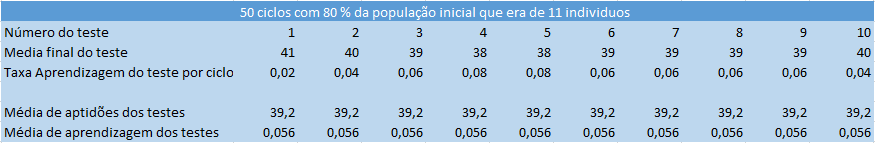 50 ciclos com 80 % da população inicial que era de 11 individuos
Número do teste 1 2 3 4 5 6 7 8 9 10
Media final do teste 41 40 39 38 38 39 39 39 39 40
Taxa Aprendizagem do teste por ciclo 0,02 0,04 0,06 0,08 0,08 0,06 0,06 0,06 0,06 0,04
Média de aptidões dos testes 39,2 39,2 39,2 39,2 39,2 39,2 39,2 39,2 39,2 39,2
Média de aprendizagem dos testes 0,056 0,056 0,056 0,056 0,056 0,056 0,056 0,056 0,056 0,056